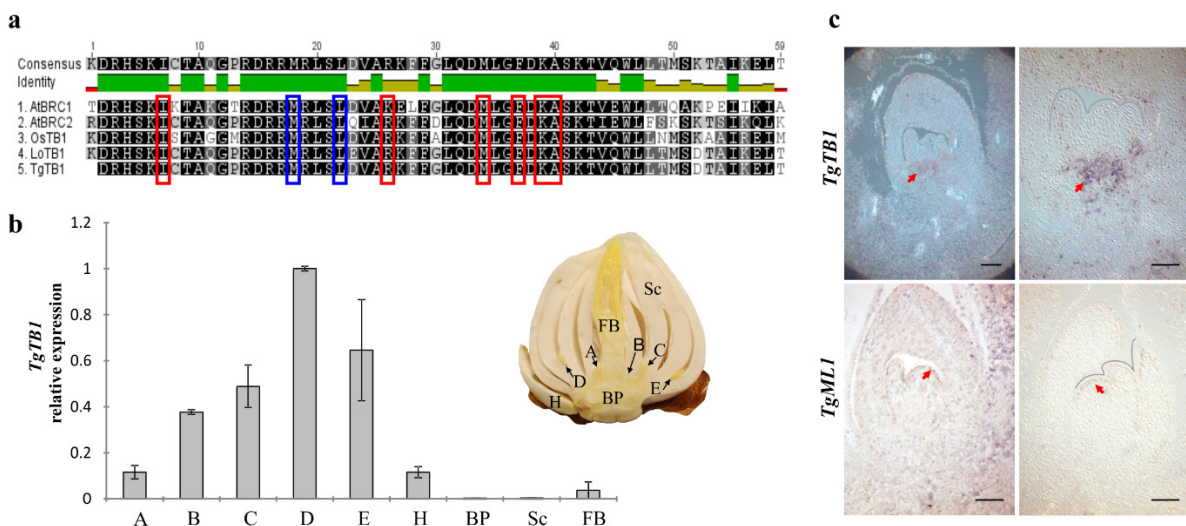 a
1 10 20 30 40 50 59
Consensus KDRHSKICTAQGPRDRRMRLSLDVARKFFGLQDMLGFDKASKTVQWLLTMSKTAIKELT
Identity
1. AtBRC1 TDRHSKIKTAKGTRDRRMRLSLDVAKELFGLQDMLGFDKASKTVEWLLTQAKPEIIKIA
2. AtBRC2
3. OsTB1
4. LoTB1
5. TgTB1
b
TgTB1
relative expression
1.2
1
0.8
0.6
0.4
0.2
0
A B C D E H BP Sc FB
Sc
FB
A B C
D E
H BP
c
TgTB1
TgML1